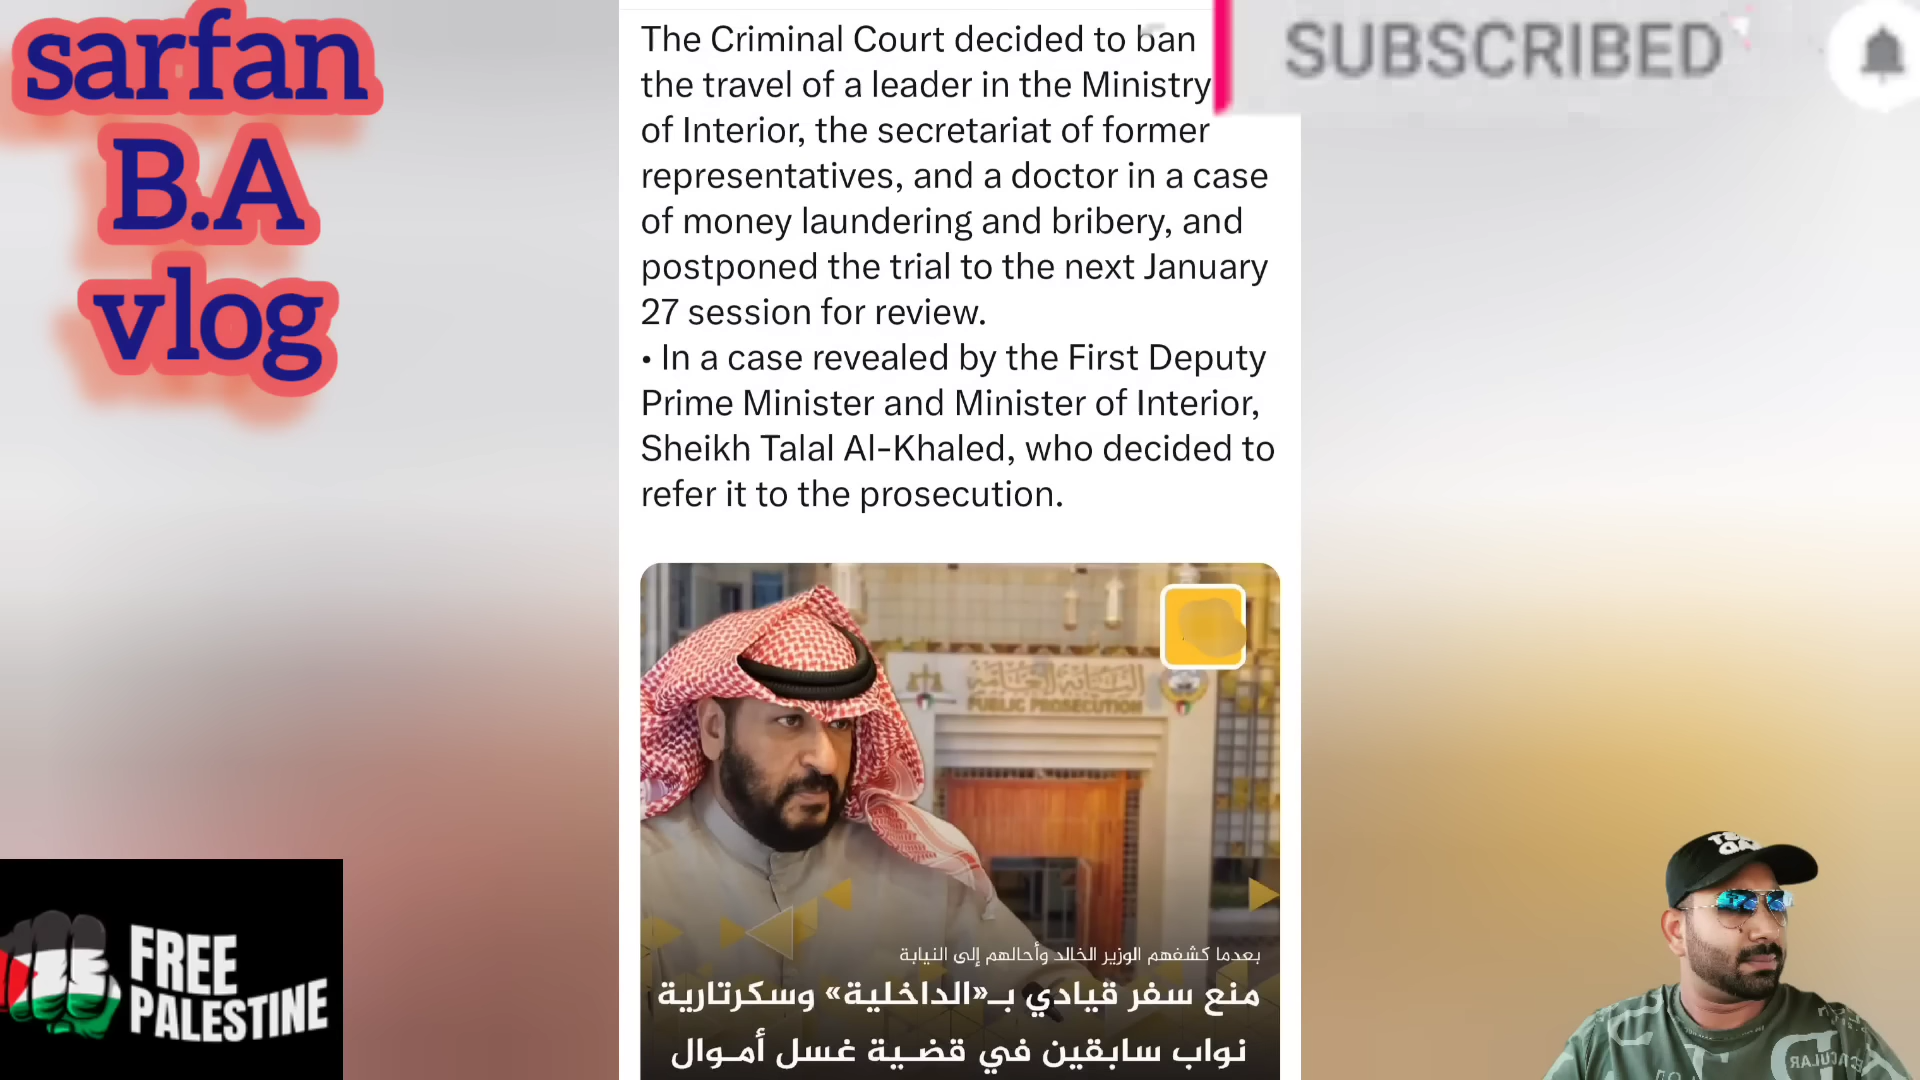 sarfan
B.A
vlog
The Criminal Court decided to ban
the travel of a leader in the Ministry
of Interior, the secretariat of former
representatives, and a doctor in a case
of money laundering and bribery, and
postponed the trial to the next January
27 session for review.
• In a case revealed by the First Deputy
Prime Minister and Minister of Interior,
Sheikh Talal Al-Khaled, who decided to
refer it to the prosecution.
SUBSCRIBED
النيابة العامة
PUBLIC PROSECUTION
بعدما كشفهم الوزير الخالد وأحالهم إلى النيابة
منع سفر قيادي بـ«الداخلية» وسكرتارية
نواب سابقين في قضية غسل أموال
FREE
PALESTINE